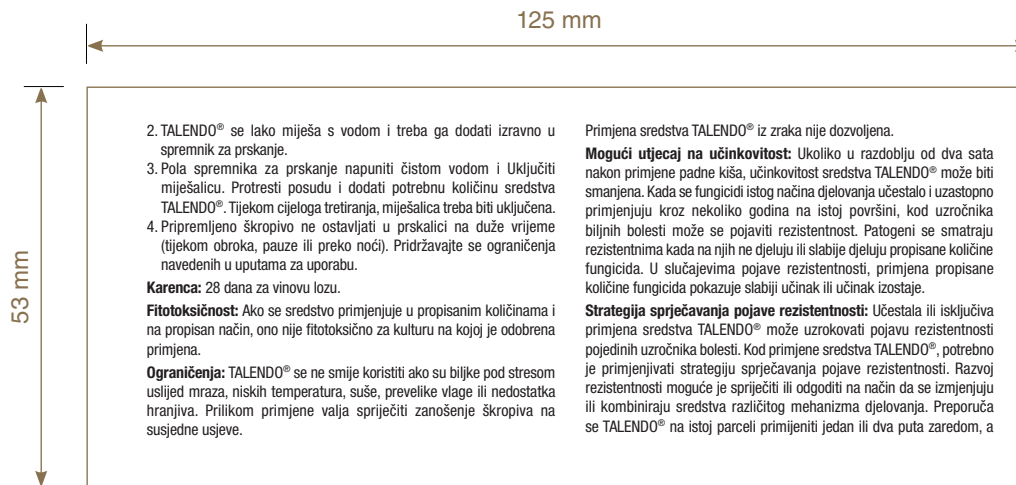 125 mm
53 mm
2. TALENDO® se lako miješa s vodom i treba ga dodati izravno u
spremnik za prskanje.
3. Pola spremnika za prskanje napuniti čistom vodom i Uključiti
miješalicu. Protresti posudu i dodati potrebnu količinu sredstva
TALENDO®. Tijekom cijeloga tretiranja, miješalica treba biti uključena.
4. Pripremljeno škropivo ne ostavljati u prskalici na duže vrijeme
(tijekom obroka, pauze ili preko noći). Pridržavajte se ograničenja
navedenih u uputama za uporabu.
Karenca: 28 dana za vinovu lozu.
Fitotoksičnost: Ako se sredstvo primjenjuje u propisanim količinama i
na propisan način, ono nije fitotoksično za kulturu na kojoj je odobrena
primjena.
Ograničenja: TALENDO® se ne smije koristiti ako su biljke pod stresom
uslijed mraza, niskih temperatura, suše, prevelike vlage ili nedostatka
hranjiva. Prilikom primjene valja spriječiti zanošenje škropiva na
susjedne usjeve.
Primjena sredstva TALENDO® iz zraka nije dozvoljena.
Mogući utjecaj na učinkovitost: Ukoliko u razdoblju od dva sata
nakon primjene padne kiša, učinkovitost sredstva TALENDO® može biti
smanjena. Kada se fungicidi istog načina djelovanja učestalo i uzastopno
primjenjuju kroz nekoliko godina na istoj površini, kod uzročnika
biljnih bolesti može se pojaviti rezistentnost. Patogeni se smatraju
rezistentnima kada na njih ne djeluju ili slabije djeluju propisane količine
fungicida. U slučajevima pojave rezistentnosti, primjena propisane
količine fungicida pokazuje slabiji učinak ili učinak izostaje.
Strategija sprječavanja pojave rezistentnosti: Učestala ili isključiva
primjena sredstva TALENDO® može uzrokovati pojavu rezistentnosti
pojedinih uzročnika bolesti. Kod primjene sredstva TALENDO®, potrebno
je primjenjivati strategiju sprječavanja pojave rezistentnosti. Razvoj
rezistentnosti moguće je spriječiti ili odgoditi na način da se izmjenjuju
ili kombiniraju sredstva različitog mehanizma djelovanja. Preporuča
se TALENDO® na istoj parceli primijeniti jedan ili dva puta zaredom, a